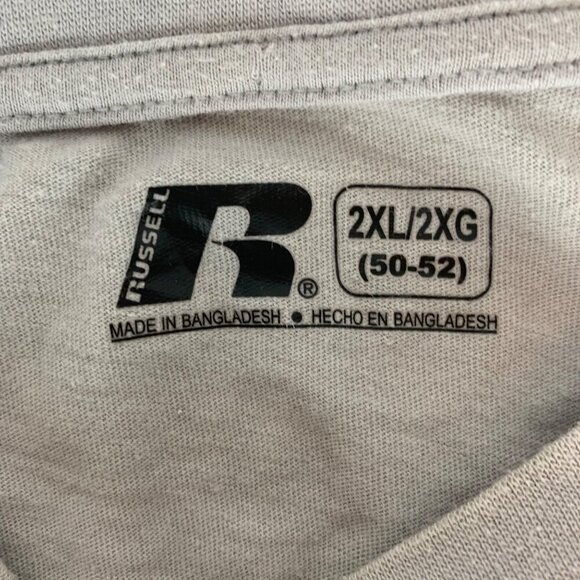 RUSSELL
R®
2XL/2XG
(50-52)
MADE IN BANGLADESH • HECHO EN BANGLADESH